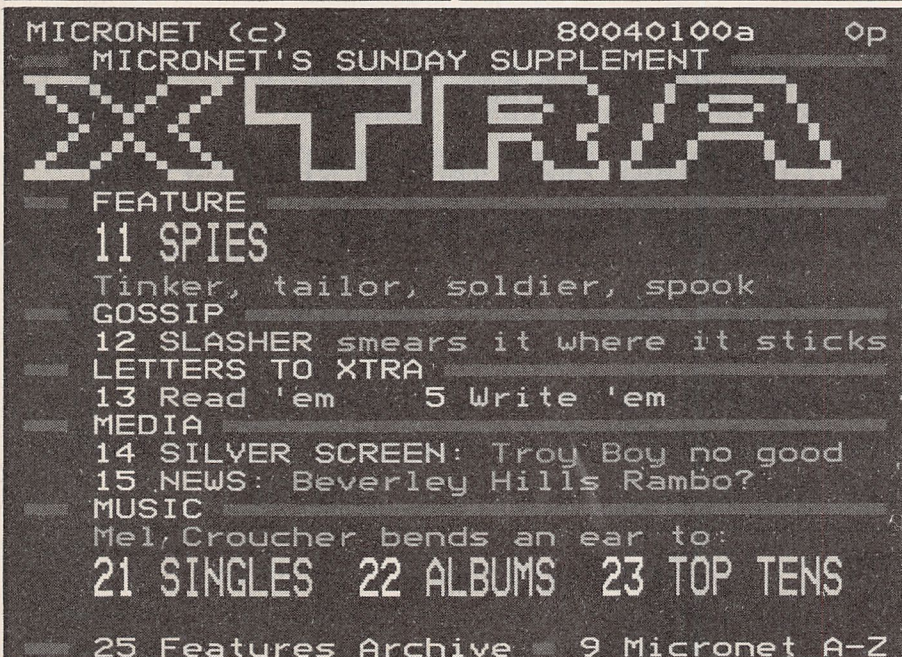 MICRONET (c) 80040100a 0p
MICRONET'S SUNDAY SUPPLEMENT
XTRA
FEATURE
11 SPIES
Tinker, tailor, soldier, spook
GOSSIP
12 SLASHER smears it where it sticks
LETTERS TO XTRA
13 Read 'em 5 Write 'em
MEDIA
14 SILVER SCREEN: Troy Boy no good
15 NEWS: Beverley Hills Rambo?
MUSIC
Mel Croucher bends an ear to:
21 SINGLES 22 ALBUMS 23 TOP TENS
25 Features Archive 9 Micronet A-Z